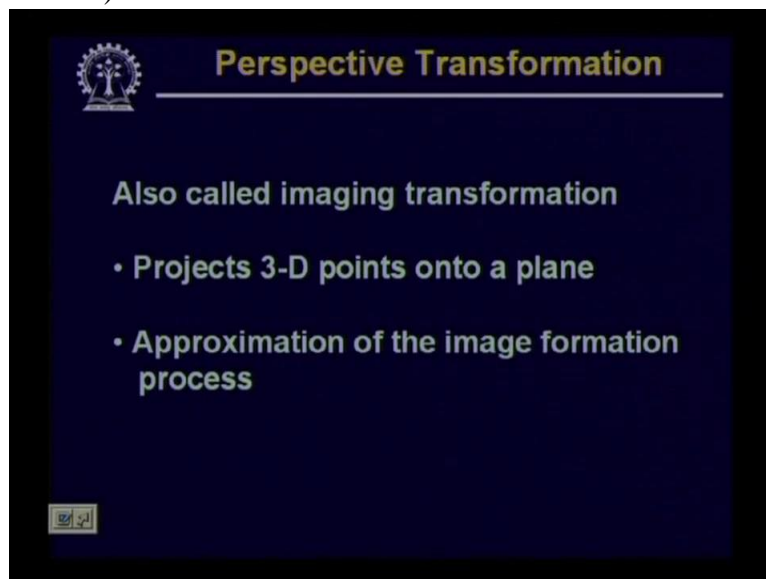 Perspective Transformation
Also called imaging transformation
• Projects 3-D points onto a plane
• Approximation of the image formation
process